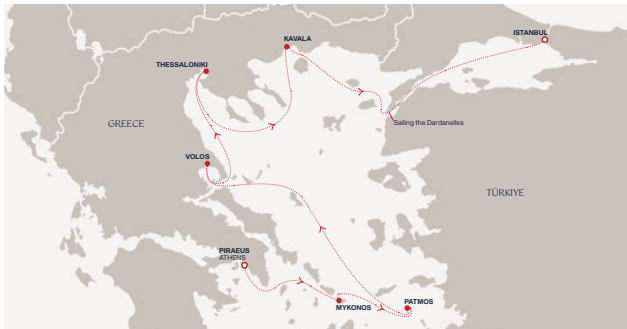 ISTANBUL
KAVALA
THESSALONIKI
Sailing the Dardanelles
GREECE
VOLOS
TÜRKIYE
PIRAEUS
ATHENS
MYKONOS
PATMOS